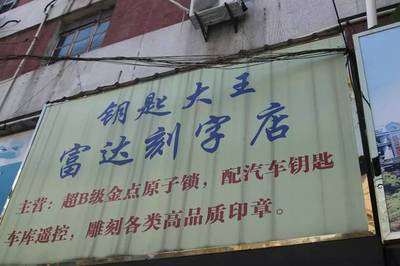 钥匙大王
富达刻字店
主营：超B级金点原子锁，配汽车钥匙
车库遥控，雕刻各类高品质印章。